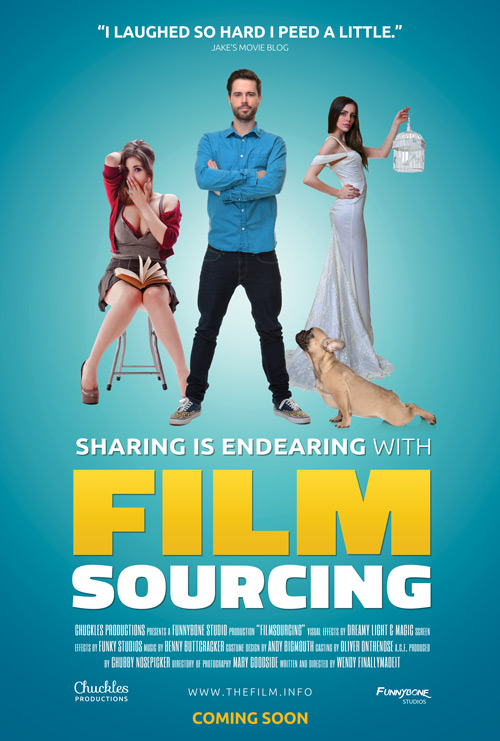 “I LAUGHED SO HARD I PEED A LITTLE.”
JAKE'S MOVIE BLOG
SHARING IS ENDEARING WITH
FILM
SOURCING
CHUCKLES PRODUCTIONS PRESENTS A FUNNYBONE STUDIO PRODUCTION “FILMSOURCING” VISUAL EFFECTS BY DREAMY LIGHT & MAGIC SCREEN
EFFECTS BY FUNKY STUDIOS MUSIC BY BENNY BUTTCRACKER COSTUME DESIGN BY ANDY BIGMOUTH CASTING BY OLIVER ONTHENOSE A.C.E. PRODUCED
BY CHUBBY NOSEPICKER DIRECTORY OF PHOTOGRAPHY MARY GOODSIDE WRITTEN AND DIRECTED BY WENDY FINALLYMADEIT
Chuckles
PRODUCTIONS
WWW.THEFILM.INFO
FUNNYBONE
STUDIOS
COMING SOON